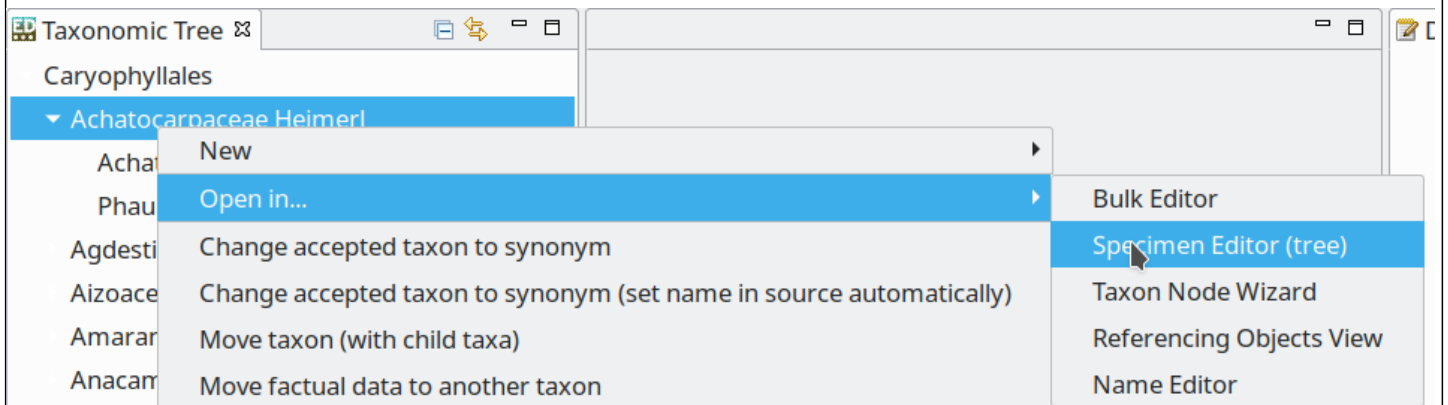 Taxonomic Tree
Caryophyllales
Achatocarpaceae Heimerl
New
Achat
Open in...
Bulk Editor
Phau
Agdesti
Change accepted taxon to synonym
Specimen Editor (tree)
Aizoace
Change accepted taxon to synonym (set name in source automatically)
Taxon Node Wizard
Amarar
Move taxon (with child taxa)
Referencing Objects View
Anacam
Move factual data to another taxon
Name Editor